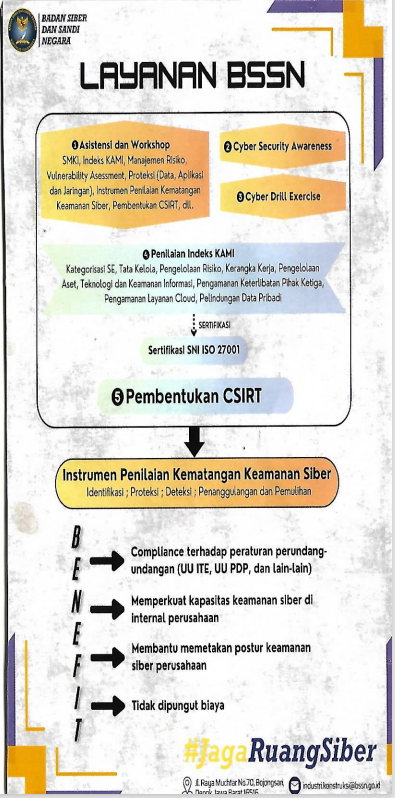 BADAN SIBER
DAN SANDI
NEGARA
LAYANAN BSSN
1 Asistensi dan Workshop
SMKI, Indeks KAMI, Manajemen Risiko,
Vulnerability Asessment, Proteksi (Data, Aplikasi
dan Jaringan), Instrumen Penilaian Kematangan
Keamanan Siber, Pembentukan CSIRT, dll.
2 Cyber Security Awareness
3 Cyber Drill Exercise
4 Penilaian Indeks KAMI
Kategorisasi SE, Tata Kelola, Pengelolaan Risiko, Kerangka Kerja, Pengelolaan
Aset, Teknologi dan Keamanan Informasi, Pengamanan Keterlibatan Pihak Ketiga,
Pengamanan Layanan Cloud, Pelindungan Data Pribadi
SERTIFIKASI
Sertifikasi SNI ISO 27001
5 Pembentukan CSIRT
Instrumen Penilaian Kematangan Keamanan Siber
Identifikasi ; Proteksi ; Deteksi ; Penanggulangan dan Pemulihan
BENEFIT
Compliance terhadap peraturan perundang-
undangan (UU ITE, UU PDP, dan lain-lain)
Memperkuat kapasitas keamanan siber di
internal perusahaan
Membantu memetakan postur keamanan
siber perusahaan
Tidak dipungut biaya
#JagaRuangSiber
Jl. Raya Muchtar No.70, Bojongsari,
Depok, Jawa Barat 16516
industrikonstruksi@bssn.go.id